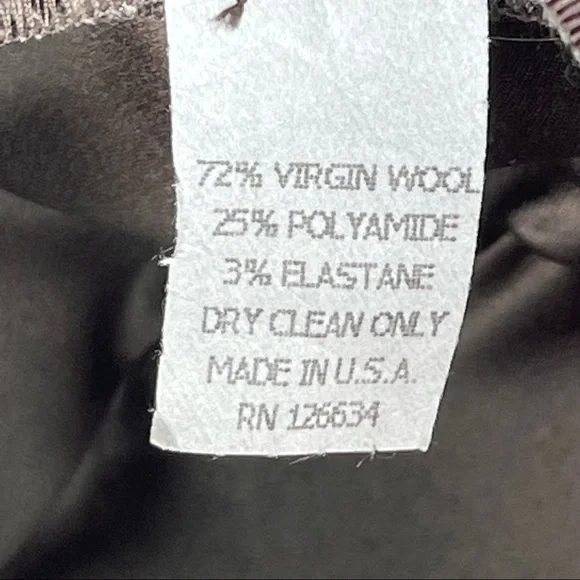 72% VIRGIN WOOL
25% POLYAMIDE
3% ELASTANE
DRY CLEAN ONLY
MADE IN U.S.A.
RN 126634